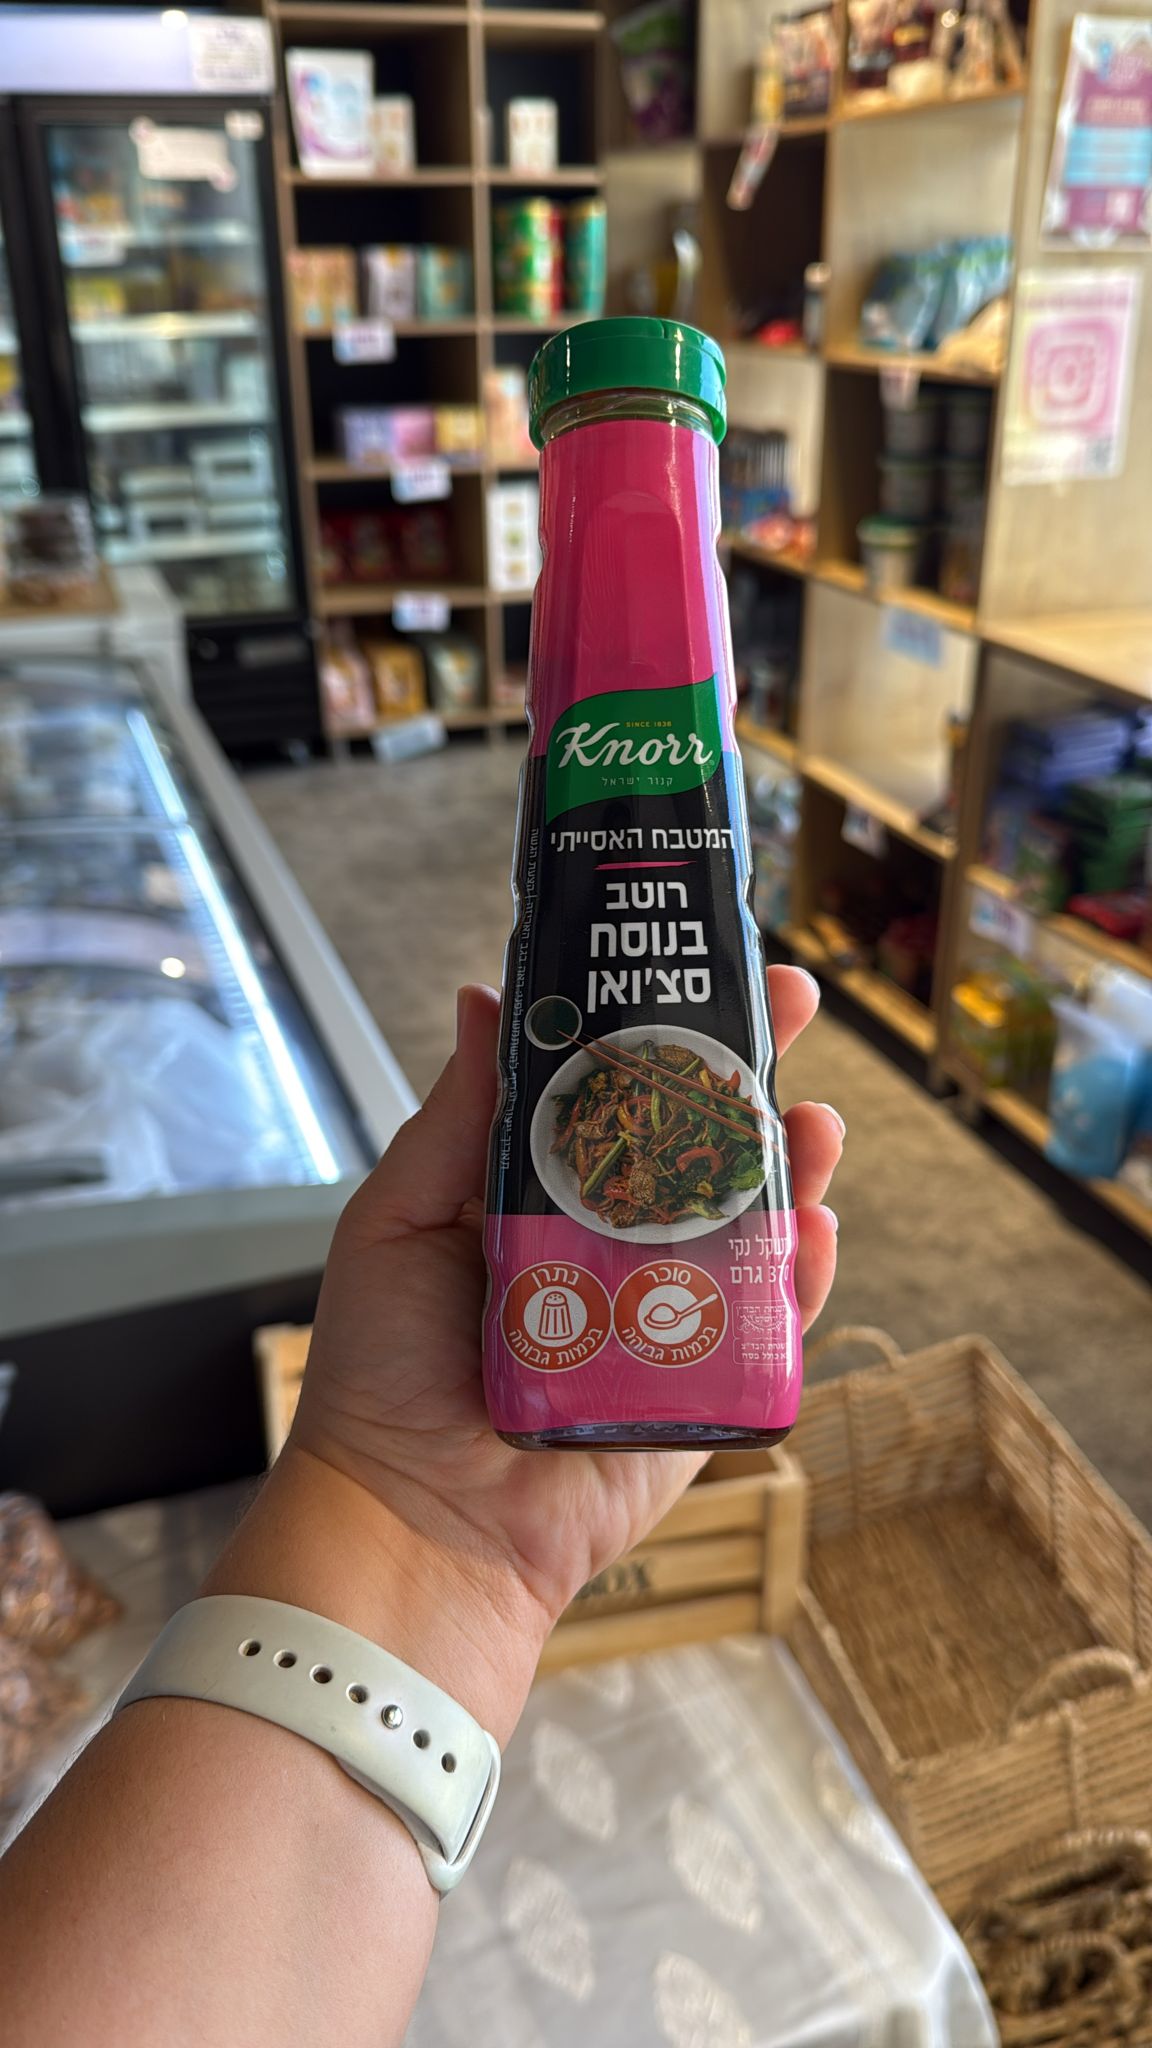 SINCE 1838
Knorr
קנור ישראל
המטבח האסייתי
רוטב
בנוסח
סצ'ואן
משקל נקי
גרם
נתרן
בכמות גבוהה
סוכר
בכמות גבוהה